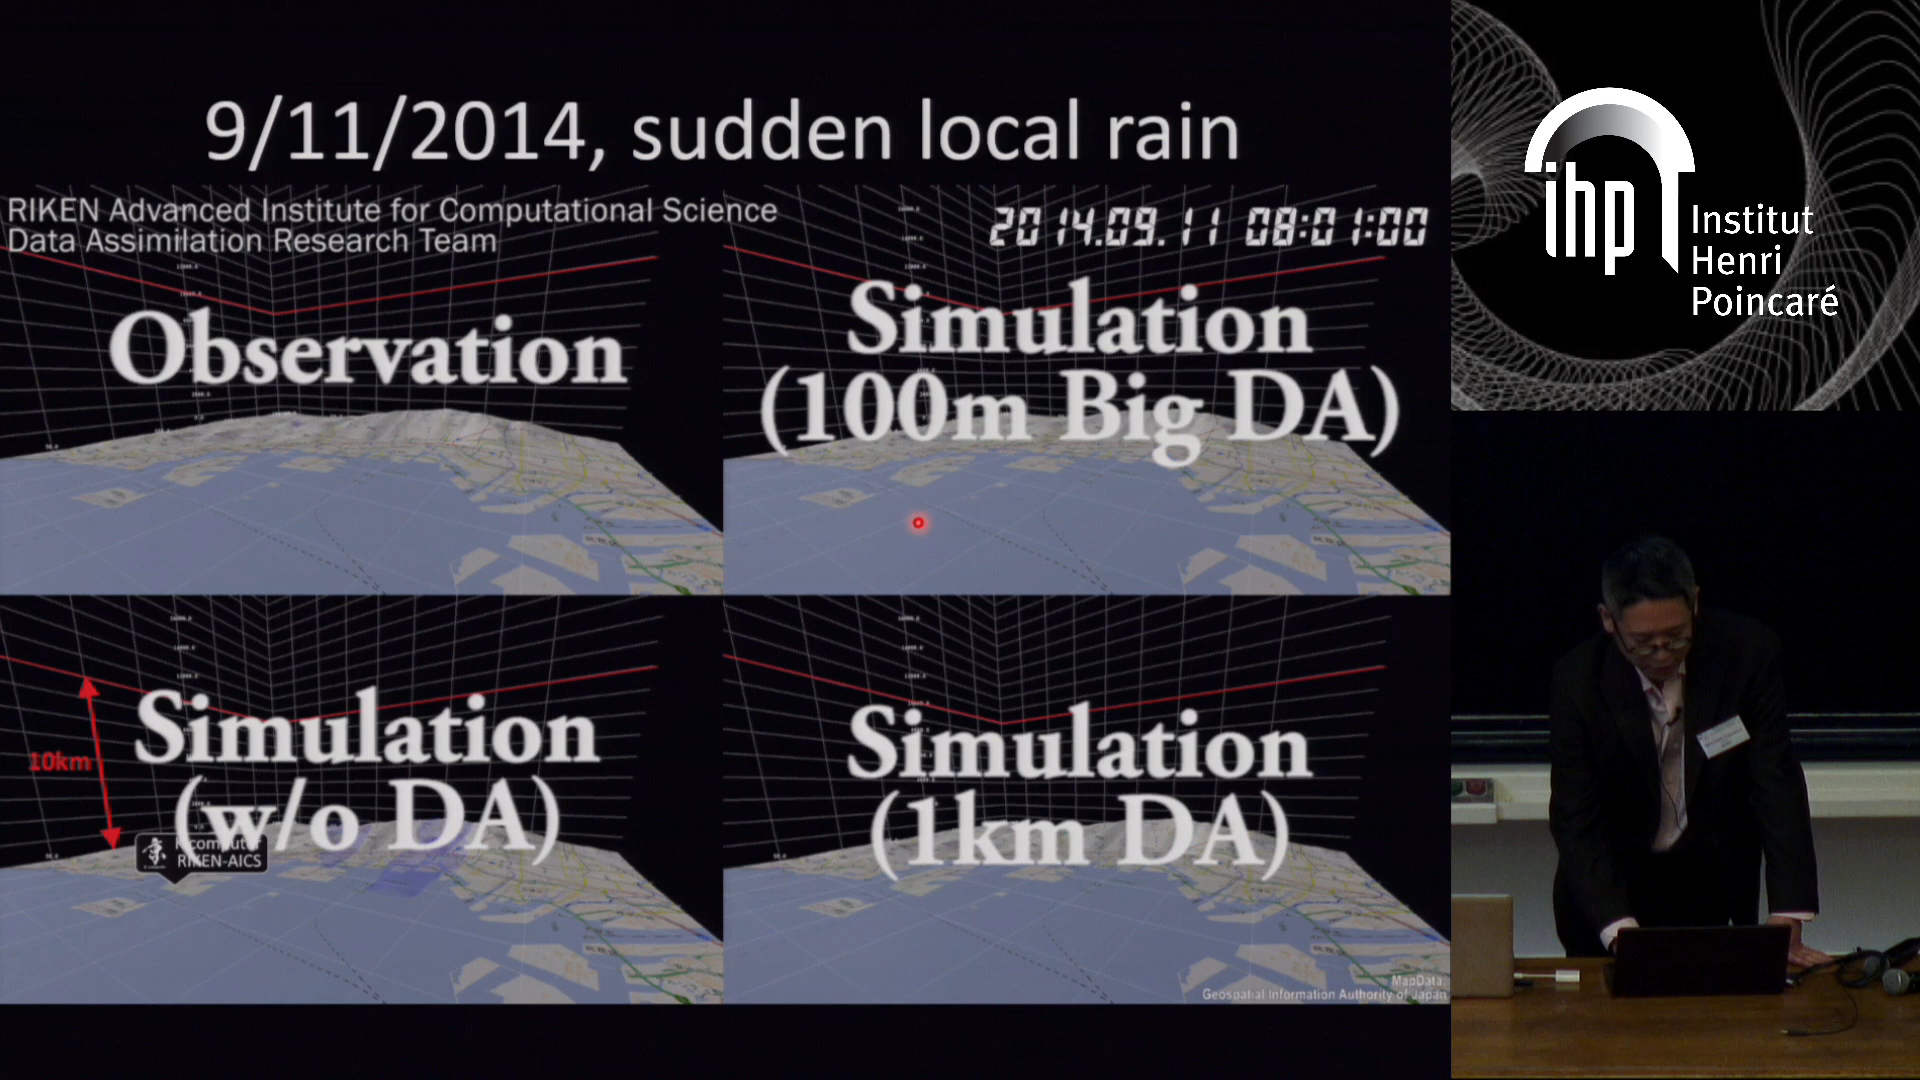 9/11/2014, sudden local rain
RIKEN Advanced Institute for Computational Science
Data Assimilation Research Team
2014.09.11 08:01:00
Observation
Simulation
(100m Big DA)
10km
Simulation
(w/o DA)
K computer
RIKEN-AICS
Simulation
(1km DA)
MapData:
Geospatial Information Authority of Japan
ihp
Institut
Henri
Poincaré